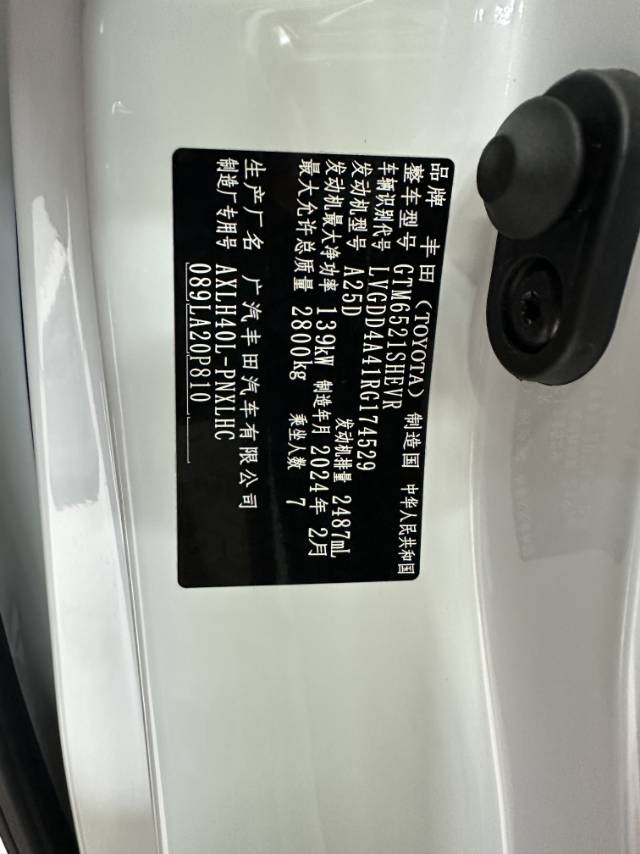 品牌 丰田（TOYOTA） 制造国 中华人民共和国
整车型号 GTM6521SHEVR
车辆识别代号 LVGDD4A41RG174529
发动机型号 A25D 发动机排量 2487mL
发动机最大净功率 139kW 制造年月 2024年 2月
最大允许总质量 2800kg 乘坐人数 7
生产厂名 广汽丰田汽车有限公司
制造厂专用号 AXLH40L-PNXLHC
089LA20P810